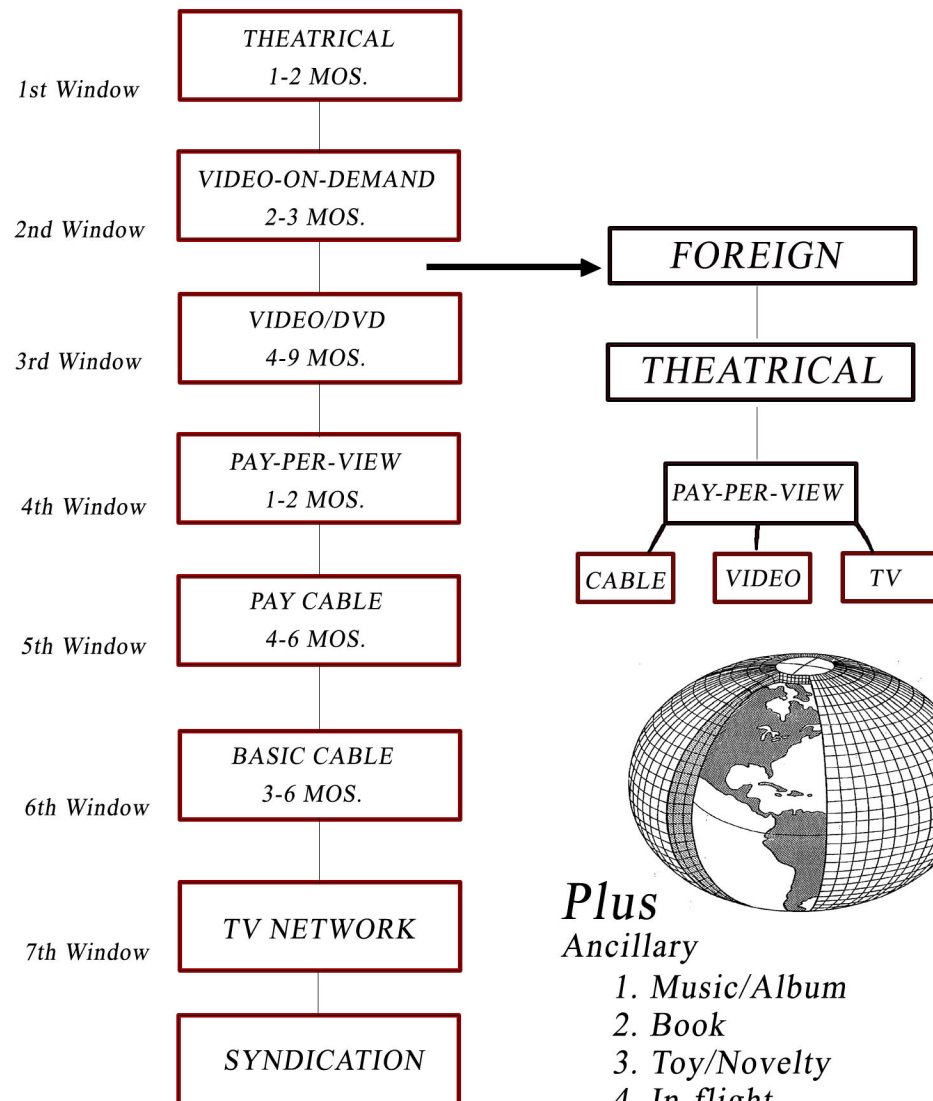 1st Window
THEATRICAL
1-2 MOS.
2nd Window
VIDEO-ON-DEMAND
2-3 MOS.
3rd Window
VIDEO/DVD
4-9 MOS.
4th Window
PAY-PER-VIEW
1-2 MOS.
5th Window
PAY CABLE
4-6 MOS.
6th Window
BASIC CABLE
3-6 MOS.
7th Window
TV NETWORK
SYNDICATION
FOREIGN
THEATRICAL
PAY-PER-VIEW
CABLE
VIDEO
TV
Plus
Ancillary
1. Music/Album
2. Book
3. Toy/Novelty
4. In-flight